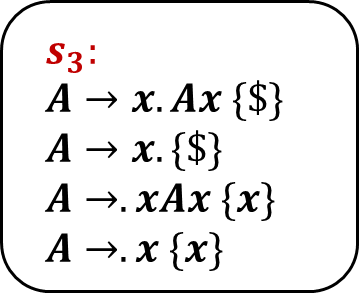 s₃:
A → x. Ax {$}
A → x. {$}
A →. xAx {x}
A →. x {x}